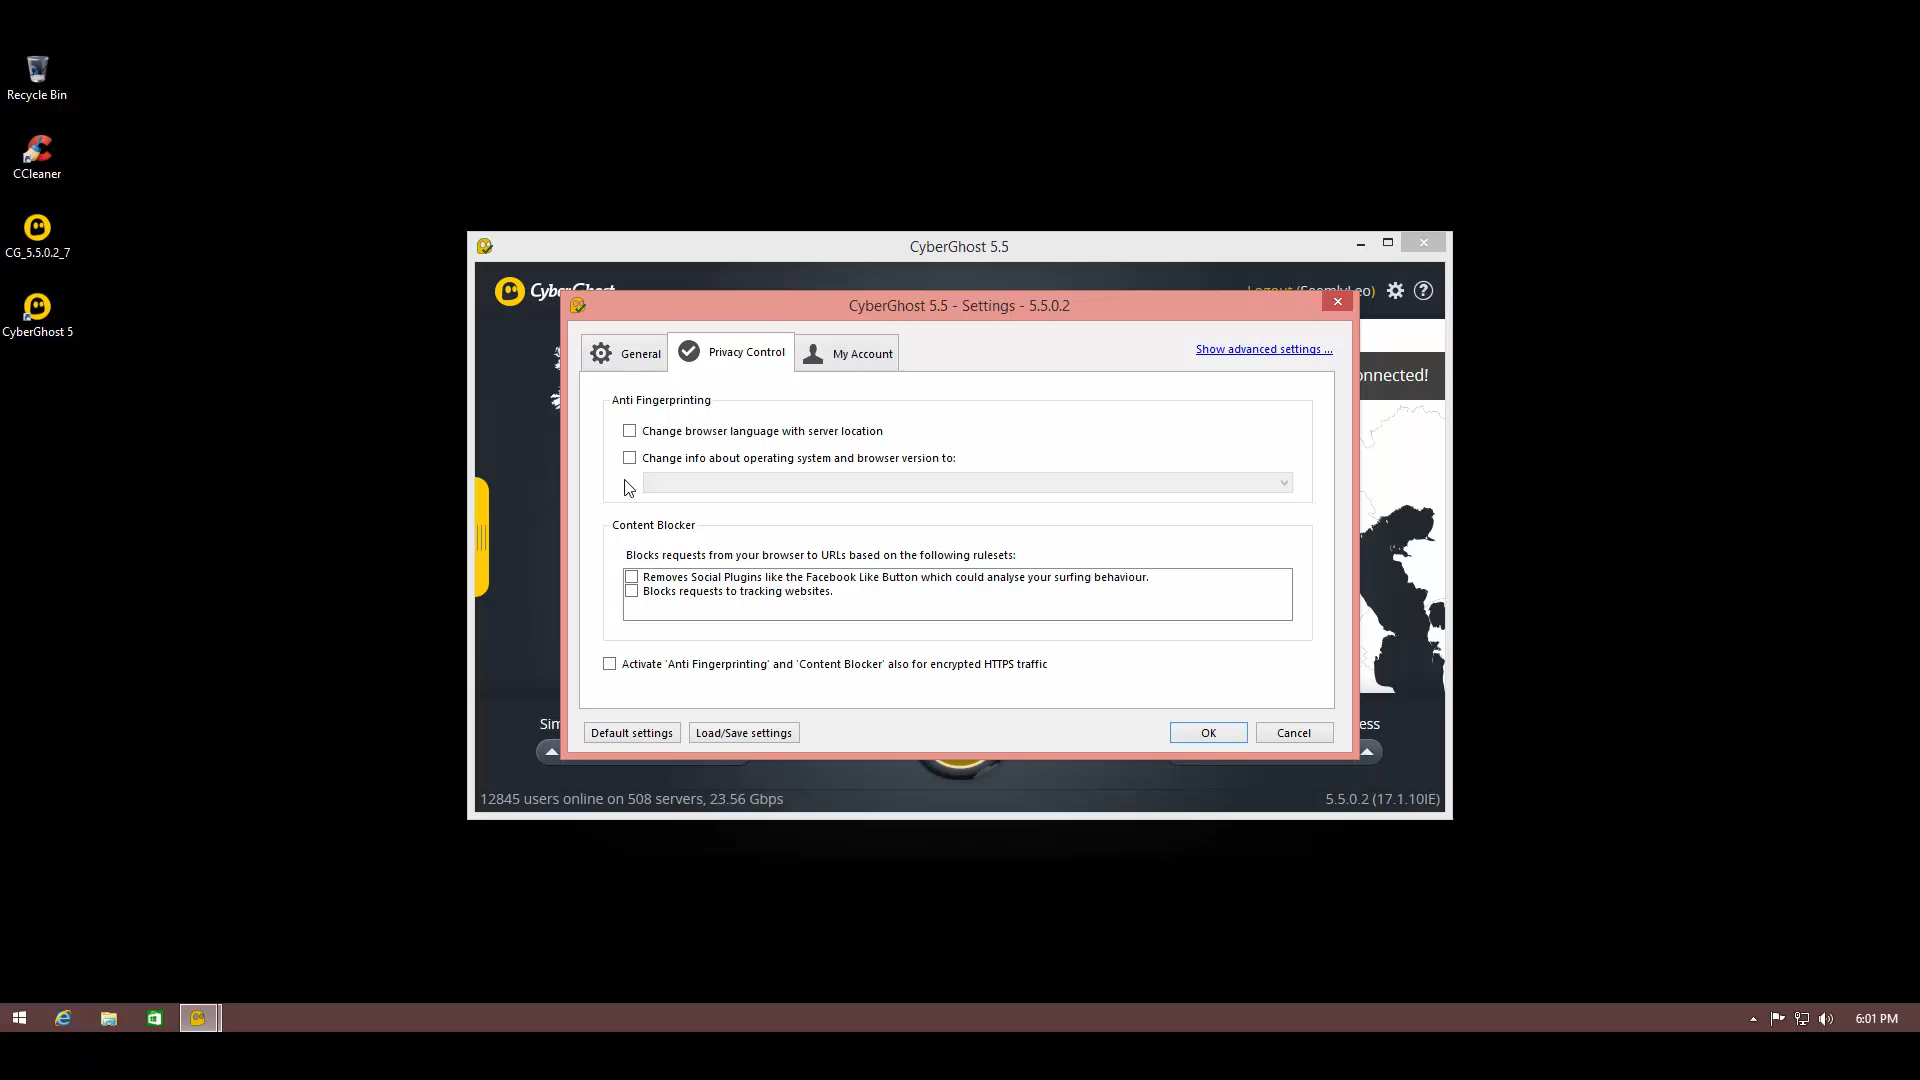 Recycle Bin
CCleaner
CG_5.5.0.2_7
CyberGhost 5
CyberGhost 5.5
CyberGhost
Logout
CyberGhost 5.5 - Settings - 5.5.0.2
General
Privacy Control
My Account
Show advanced settings ...
onnected!
Anti Fingerprinting
Change browser language with server location
Change info about operating system and browser version to:
Content Blocker
Blocks requests from your browser to URLs based on the following rulesets:
Removes Social Plugins like the Facebook Like Button which could analyse your surfing behaviour.
Blocks requests to tracking websites.
Activate 'Anti Fingerprinting' and 'Content Blocker' also for encrypted HTTPS traffic
Sim
ess
Default settings
Load/Save settings
OK
Cancel
12845 users online on 508 servers, 23.56 Gbps
5.5.0.2 (17.1.10IE)
6:01 PM